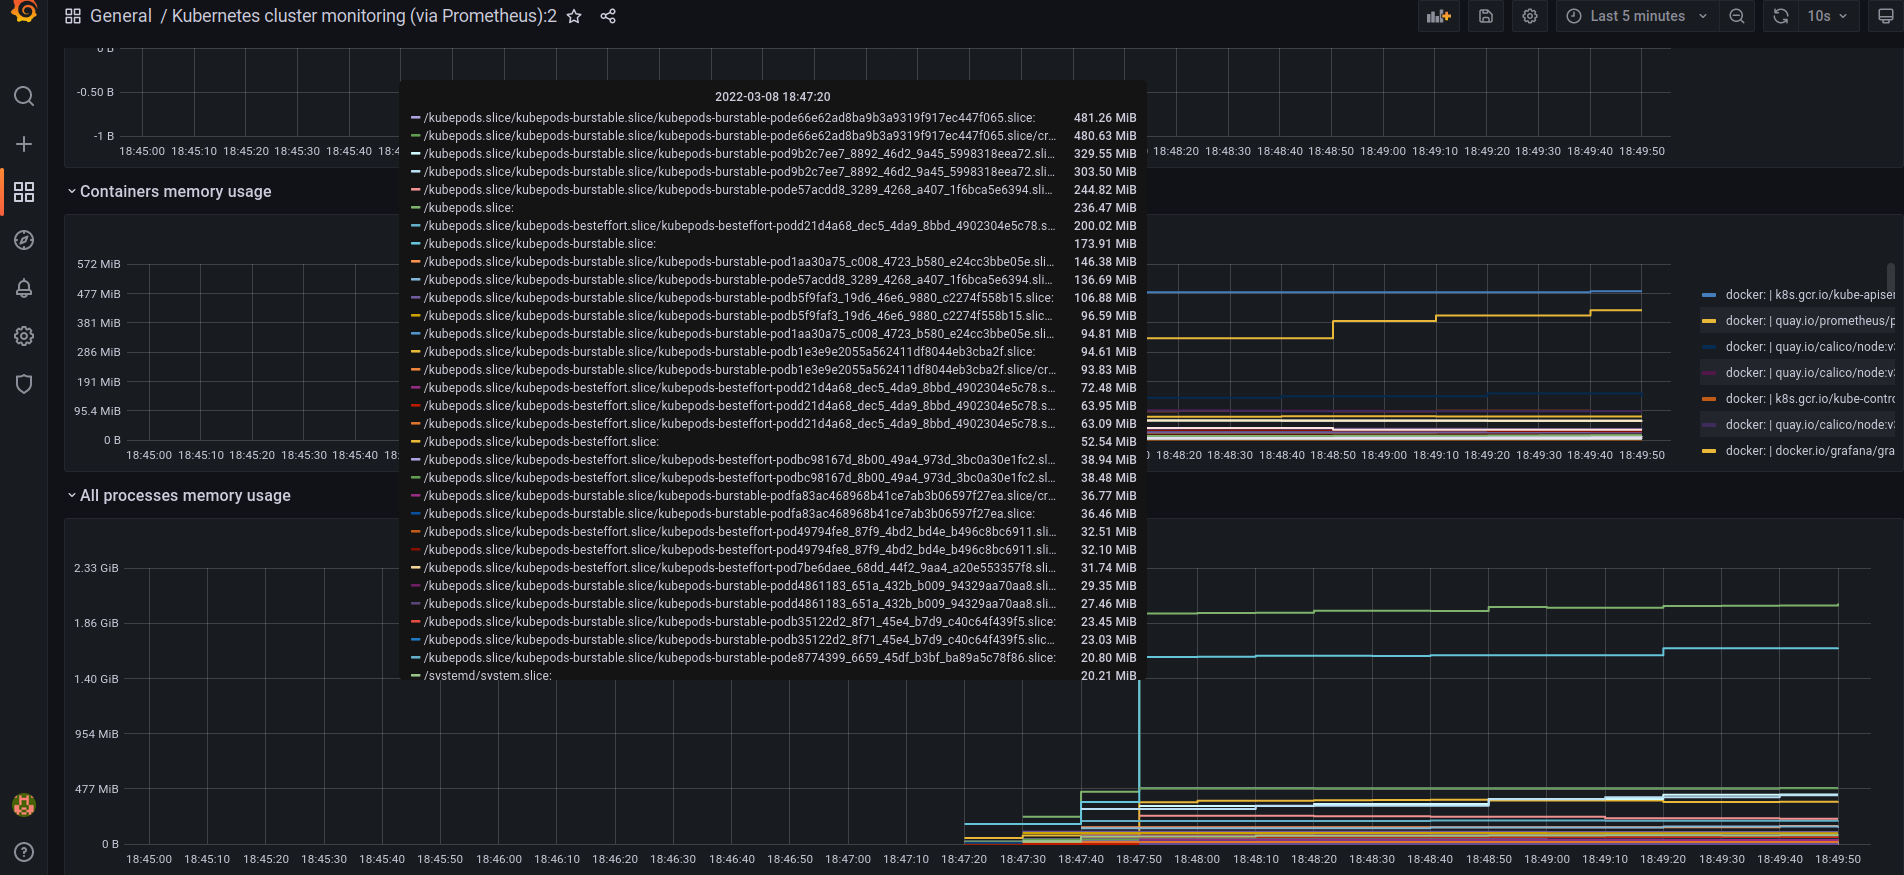 General / Kubernetes cluster monitoring (via Prometheus):2
Last 5 minutes
10s
0 B
-0.50 B
-1 B
18:45:00 18:45:10 18:45:20 18:45:30 18:45:40 18:4
18:48:20 18:48:30 18:48:40 18:48:50 18:49:00 18:49:10 18:49:20 18:49:30 18:49:40 18:49:50
2022-03-08 18:47:20
/kubepods.slice/kubepods-burstable.slice/kubepods-burstable-pode66e62ad8ba9b3a9319f917ec447f065.slice: 481.26 MiB
/kubepods.slice/kubepods-burstable.slice/kubepods-burstable-pode66e62ad8ba9b3a9319f917ec447f065.slice/cr... 480.63 MiB
/kubepods.slice/kubepods-burstable.slice/kubepods-burstable-pod9b2c7ee7_8892_46d2_9a45_5998318eea72.sli... 329.55 MiB
/kubepods.slice/kubepods-burstable.slice/kubepods-burstable-pod9b2c7ee7_8892_46d2_9a45_5998318eea72.sli... 303.50 MiB
/kubepods.slice/kubepods-burstable.slice/kubepods-burstable-pode57acdd8_3289_4268_a407_1f6bca5e6394.sli... 244.82 MiB
/kubepods.slice: 236.47 MiB
/kubepods.slice/kubepods-besteffort.slice/kubepods-besteffort-podd21d4a68_dec5_4da9_8bbd_4902304e5c78.s... 200.02 MiB
/kubepods.slice/kubepods-burstable.slice: 173.91 MiB
/kubepods.slice/kubepods-burstable.slice/kubepods-burstable-pod1aa30a75_c008_4723_b580_e24cc3bbe05e.sli... 146.38 MiB
/kubepods.slice/kubepods-burstable.slice/kubepods-burstable-pode57acdd8_3289_4268_a407_1f6bca5e6394.sli... 136.69 MiB
/kubepods.slice/kubepods-burstable.slice/kubepods-burstable-podb5f9faf3_19d6_46e6_9880_c2274f558b15.slice: 106.88 MiB
/kubepods.slice/kubepods-burstable.slice/kubepods-burstable-podb5f9faf3_19d6_46e6_9880_c2274f558b15.slic... 96.59 MiB
/kubepods.slice/kubepods-burstable.slice/kubepods-burstable-pod1aa30a75_c008_4723_b580_e24cc3bbe05e.sli... 94.81 MiB
/kubepods.slice/kubepods-burstable.slice/kubepods-burstable-podb1e3e9e2055a562411df8044eb3cba2f.slice: 94.61 MiB
/kubepods.slice/kubepods-burstable.slice/kubepods-burstable-podb1e3e9e2055a562411df8044eb3cba2f.slice/cr... 93.83 MiB
/kubepods.slice/kubepods-besteffort.slice/kubepods-besteffort-podd21d4a68_dec5_4da9_8bbd_4902304e5c78.s... 72.48 MiB
/kubepods.slice/kubepods-besteffort.slice/kubepods-besteffort-podd21d4a68_dec5_4da9_8bbd_4902304e5c78.s... 63.95 MiB
/kubepods.slice/kubepods-besteffort.slice/kubepods-besteffort-podd21d4a68_dec5_4da9_8bbd_4902304e5c78.s... 63.09 MiB
/kubepods.slice/kubepods-besteffort.slice: 52.54 MiB
/kubepods.slice/kubepods-besteffort.slice/kubepods-besteffort-podbc98167d_8b00_49a4_973d_3bc0a30e1fc2.sl... 38.94 MiB
/kubepods.slice/kubepods-besteffort.slice/kubepods-besteffort-podbc98167d_8b00_49a4_973d_3bc0a30e1fc2.sl... 38.48 MiB
/kubepods.slice/kubepods-burstable.slice/kubepods-burstable-podfa83ac468968b41ce7ab3b06597f27ea.slice/cr... 36.77 MiB
/kubepods.slice/kubepods-burstable.slice/kubepods-burstable-podfa83ac468968b41ce7ab3b06597f27ea.slice: 36.46 MiB
/kubepods.slice/kubepods-besteffort.slice/kubepods-besteffort-pod49794fe8_87f9_4bd2_bd4e_b496c8bc6911.sli... 32.51 MiB
/kubepods.slice/kubepods-besteffort.slice/kubepods-besteffort-pod49794fe8_87f9_4bd2_bd4e_b496c8bc6911.sli... 32.10 MiB
/kubepods.slice/kubepods-besteffort.slice/kubepods-besteffort-pod7be6daee_68dd_44f2_9aa4_a20e553357f8.sli... 31.74 MiB
/kubepods.slice/kubepods-burstable.slice/kubepods-burstable-podd4861183_651a_432b_b009_94329aa70aa8.sli... 29.35 MiB
/kubepods.slice/kubepods-burstable.slice/kubepods-burstable-podd4861183_651a_432b_b009_94329aa70aa8.sli... 27.46 MiB
/kubepods.slice/kubepods-burstable.slice/kubepods-burstable-podb35122d2_8f71_45e4_b7d9_c40c64f439f5.slice: 23.45 MiB
/kubepods.slice/kubepods-burstable.slice/kubepods-burstable-podb35122d2_8f71_45e4_b7d9_c40c64f439f5.slic... 23.03 MiB
/kubepods.slice/kubepods-burstable.slice/kubepods-burstable-pode8774399_6659_45df_b3bf_ba89a5c78f86.slice: 20.80 MiB
/systemd/system.slice: 20.21 MiB
Containers memory usage
572 MiB
477 MiB
381 MiB
286 MiB
191 MiB
95.4 MiB
0 B
18:45:00 18:45:10 18:45:20 18:45:30 18:45:40 18:
0 18:48:20 18:48:30 18:48:40 18:48:50 18:49:00 18:49:10 18:49:20 18:49:30 18:49:40 18:49:50
docker: | k8s.gcr.io/kube-apiser
docker: | quay.io/prometheus/p
docker: | quay.io/calico/node:v3
docker: | quay.io/calico/node:v3
docker: | k8s.gcr.io/kube-contro
docker: | quay.io/calico/node:v3
docker: | docker.io/grafana/gra
All processes memory usage
2.33 GiB
1.86 GiB
1.40 GiB
954 MiB
477 MiB
0 B
18:45:00 18:45:10 18:45:20 18:45:30 18:45:40 18:45:50 18:46:00 18:46:10 18:46:20 18:46:30 18:46:40 18:46:50 18:47:00 18:47:10 18:47:20 18:47:30 18:47:40 18:47:50 18:48:00 18:48:10 18:48:20 18:48:30 18:48:40 18:48:50 18:49:00 18:49:10 18:49:20 18:49:30 18:49:40 18:49:50